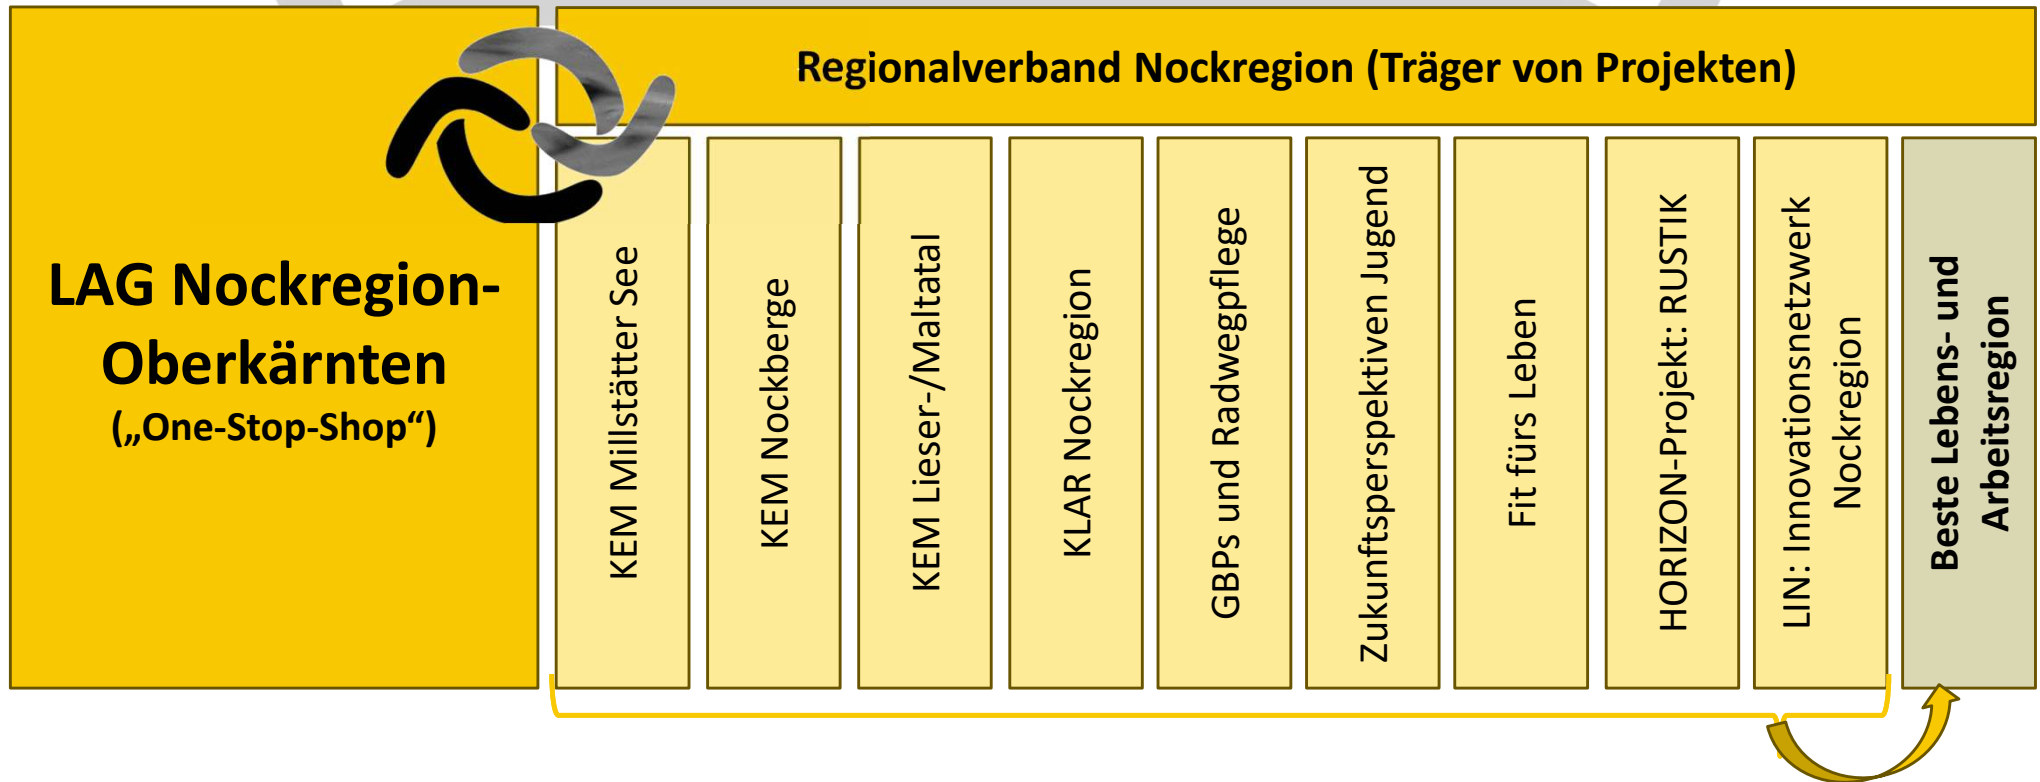 Regionalverband Nockregion (Träger von Projekten)
LAG Nockregion-
Oberkärnten
(„One-Stop-Shop“)
KEM Millstätter See
KEM Nockberge
KEM Lieser-/Maltatal
KLAR Nockregion
GBPs und Radwegpflege
Zukunftsperspektiven Jugend
Fit fürs Leben
HORIZON-Projekt: RUSTIK
LIN: Innovationsnetzwerk
Nockregion
Beste Lebens- und
Arbeitsregion